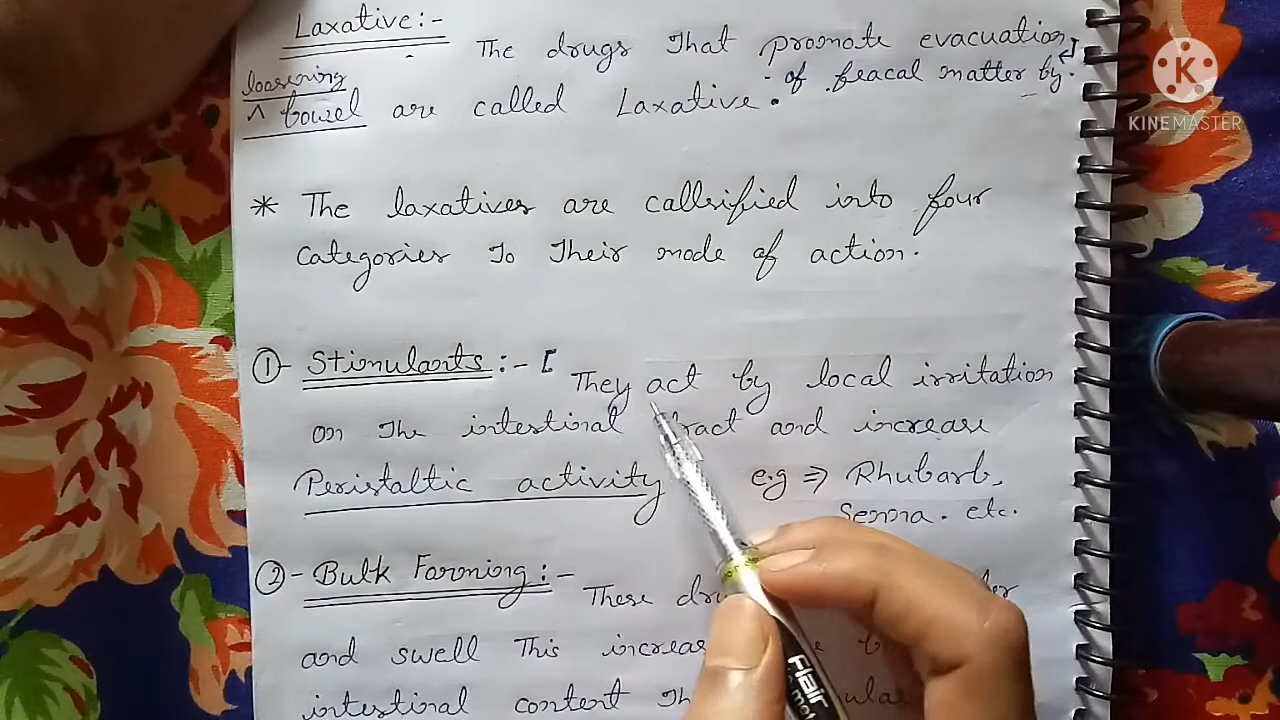 Laxative:-
The drugs That promote evacuation
of feacal matter by
loosening
^ bowel are called Laxative.
* The laxatives are callsified into four
categories To Their mode of action.
①- Stimulants :- [ They act by local irritation
on The intestinal tract and increase
Peristaltic activity e.g ⇒ Rhubarb,
Senna. etc.
②- Bulk Forming :- These
and swell This
intestinal content
K
KINEMASTER
Flair